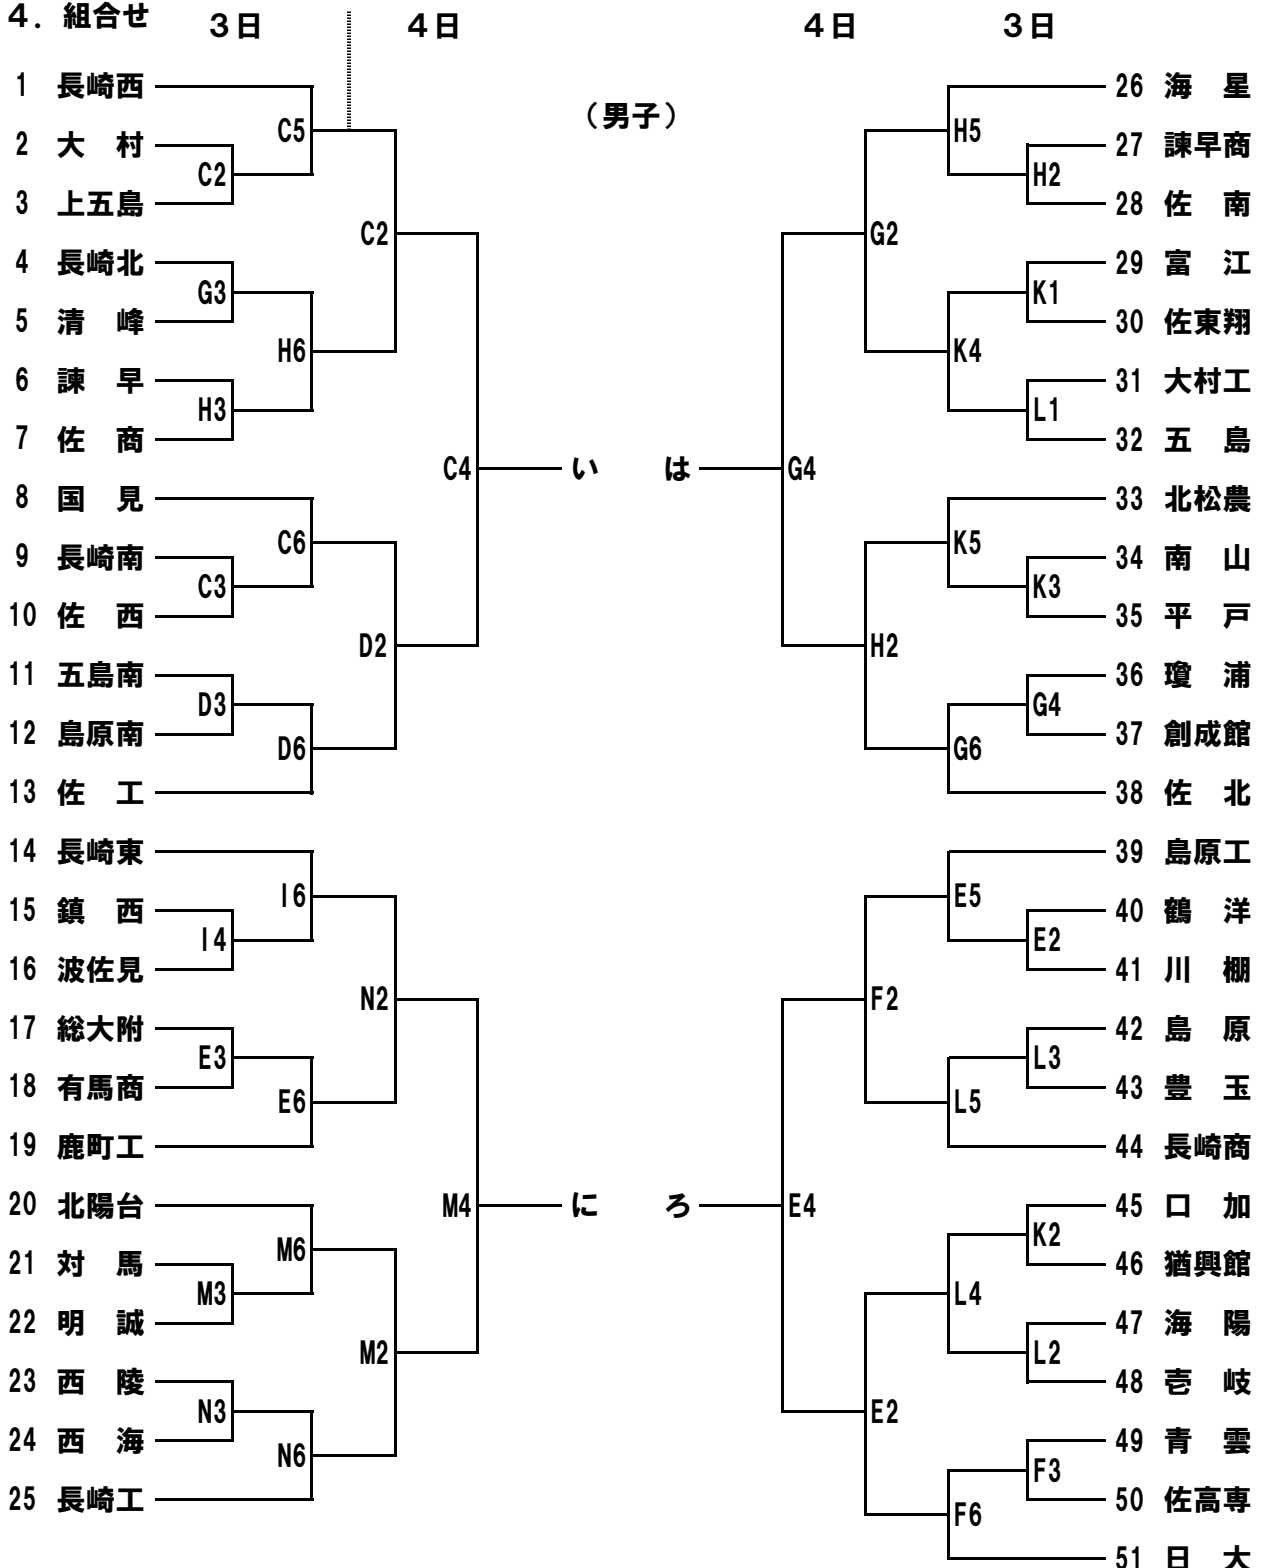 4．組合せ
3日 4日 4日 3日
（男子）
1 長崎西
2 大 村
3 上五島
4 長崎北
5 清 峰
6 諫 早
7 佐 商
8 国 見
9 長崎南
10 佐 西
11 五島南
12 島原南
13 佐 工
14 長崎東
15 鎮 西
16 波佐見
17 総大附
18 有馬商
19 鹿町工
20 北陽台
21 対 馬
22 明 誠
23 西 陵
24 西 海
25 長崎工
C2
G3
H3
C3
D3
I4
E3
M3
N3
C5
H6
C6
D6
I6
E6
M6
N6
C2
D2
N2
M2
C4
M4
い は
に ろ
G4
E4
G2
H2
F2
E2
H5
K4
K5
G6
E5
L5
L4
F6
H2
K1
L1
K3
G4
E2
L3
K2
L2
F3
26 海 星
27 諫早商
28 佐 南
29 富 江
30 佐東翔
31 大村工
32 五 島
33 北松農
34 南 山
35 平 戸
36 瓊 浦
37 創成館
38 佐 北
39 島原工
40 鶴 洋
41 川 棚
42 島 原
43 豊 玉
44 長崎商
45 口 加
46 猶興館
47 海 陽
48 壱 岐
49 青 雲
50 佐高専
51 日 大